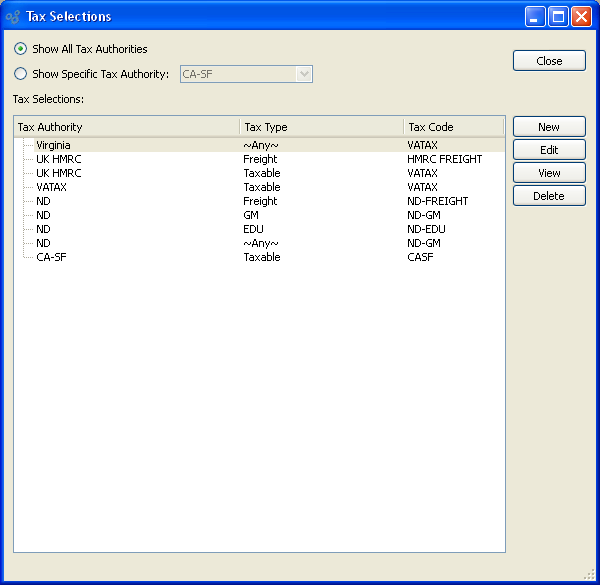 Tax Selections
Show All Tax Authorities
Close
Show Specific Tax Authority: CA-SF
Tax Selections:
Tax Authority Tax Type Tax Code
New
Virginia ~Any~ VATAX
Edit
UK HMRC Freight HMRC FREIGHT
UK HMRC Taxable VATAX
View
VATAX Taxable VATAX
Delete
ND Freight ND-FREIGHT
ND GM ND-GM
ND EDU ND-EDU
ND ~Any~ ND-GM
CA-SF Taxable CASF